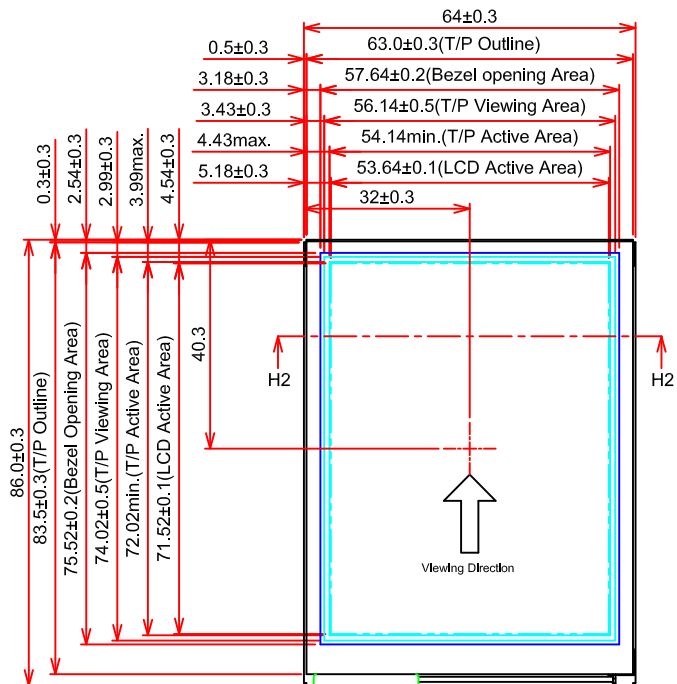 64±0.3
0.5±0.3
63.0±0.3(T/P Outline)
3.18±0.3
57.64±0.2(Bezel opening Area)
3.43±0.3
56.14±0.5(T/P Viewing Area)
4.43max.
54.14min.(T/P Active Area)
5.18±0.3
53.64±0.1(LCD Active Area)
32±0.3
0.3±0.3
2.54±0.3
2.99±0.3
3.99max.
4.54±0.3
40.3
H2
H2
86.0±0.3
83.5±0.3(T/P Outline)
75.52±0.2(Bezel Opening Area)
74.02±0.5(T/P Viewing Area)
72.02min.(T/P Active Area)
71.52±0.1(LCD Active Area)
Viewing Direction